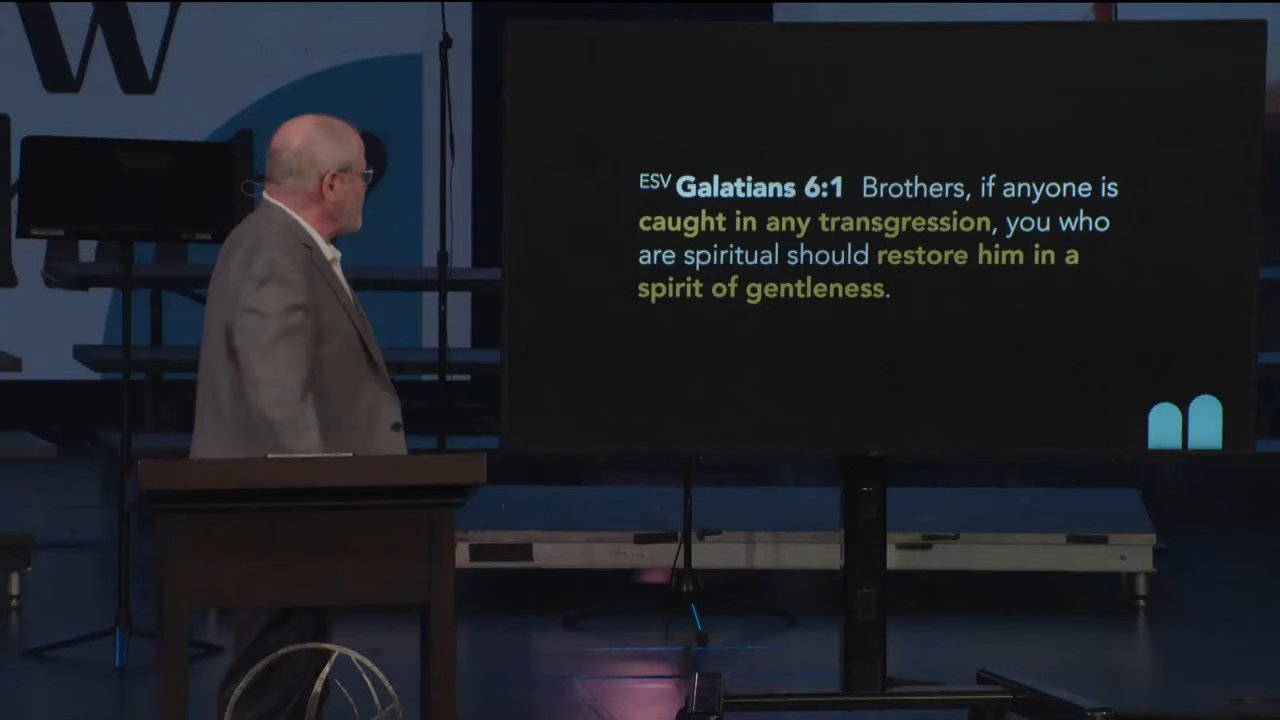 W
ESV Galatians 6:1 Brothers, if anyone is
caught in any transgression, you who
are spiritual should restore him in a
spirit of gentleness.